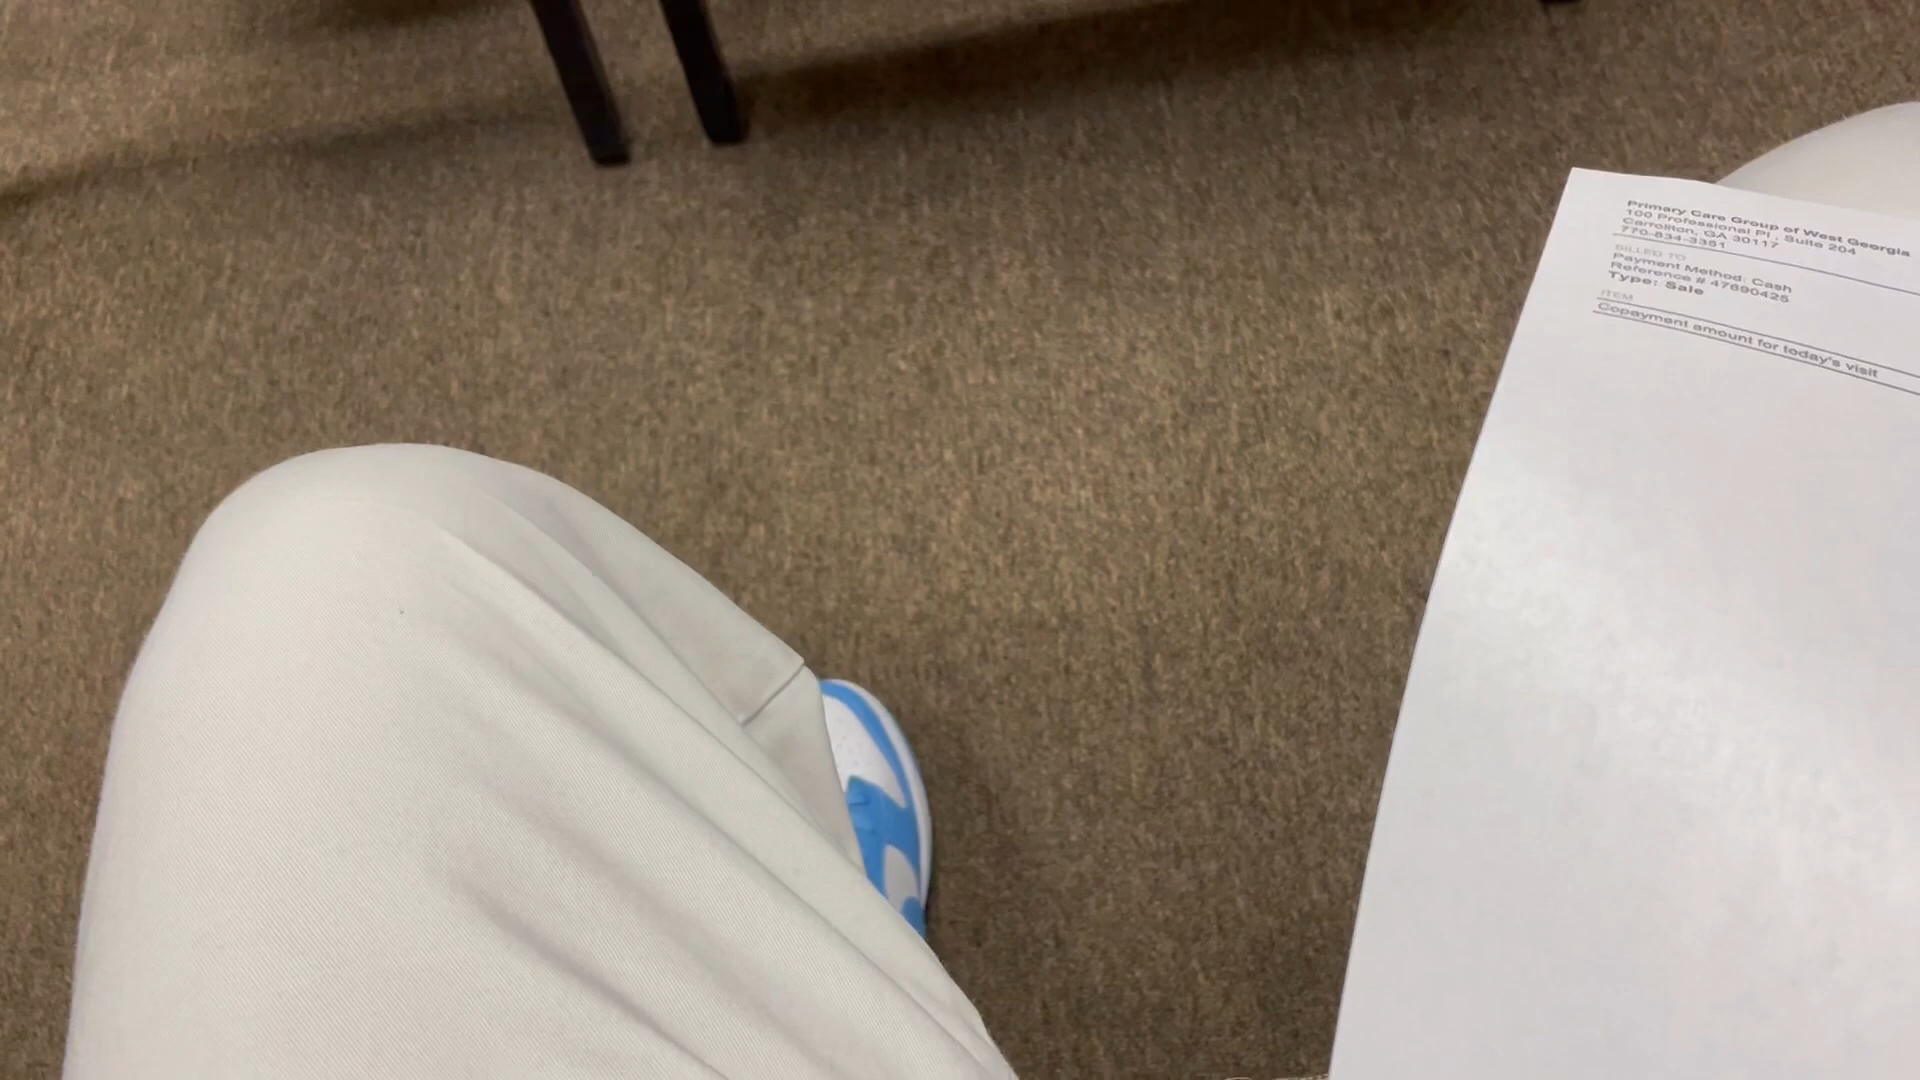 Primary Care Group of West Georgia
100 Professional Pl , Suite 204
Carrollton, GA 30117
770-834-3351
BILLED TO
Payment Method: Cash
Reference # 47690425
Type: Sale
ITEM
Copayment amount for today's visit